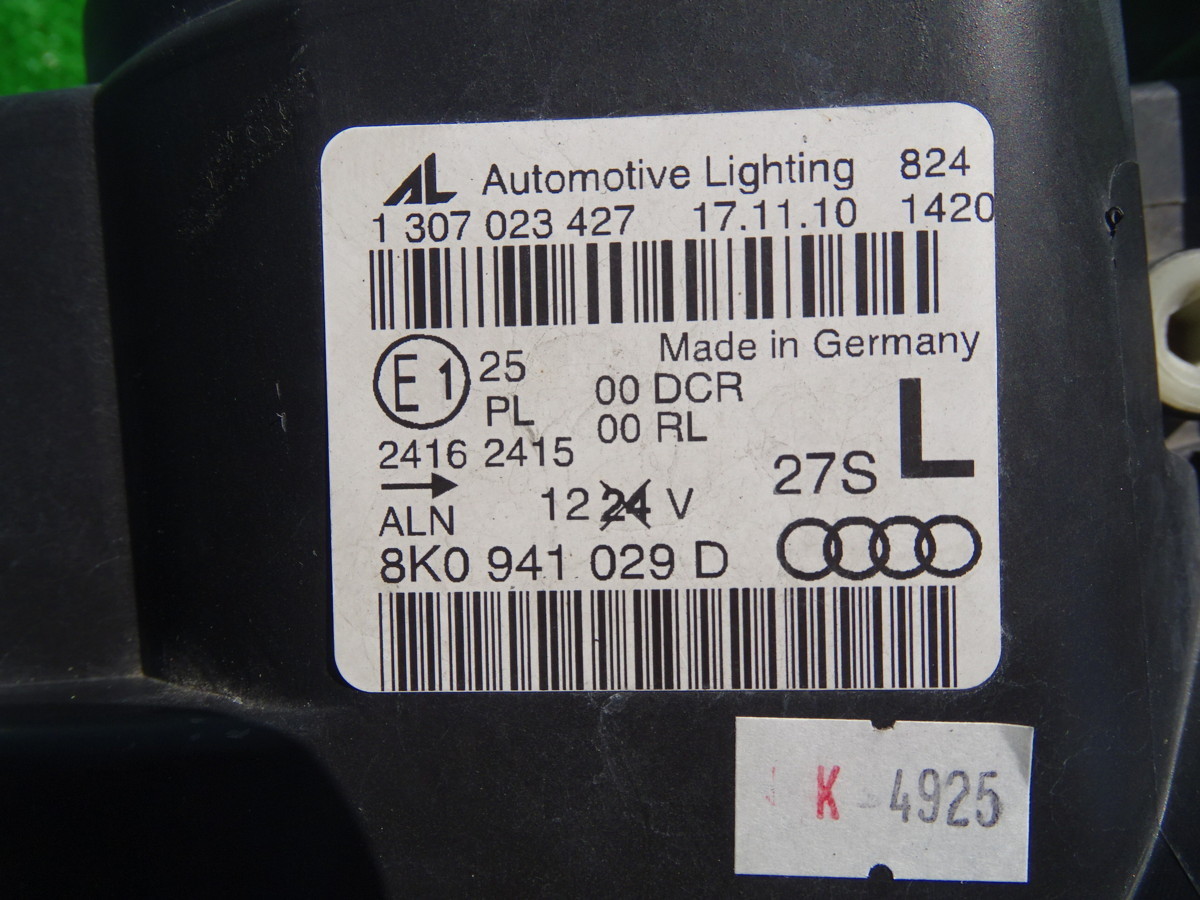 AL Automotive Lighting 824
1 307 023 427 17.11.10 1420
Made in Germany
E1 25 00 DCR
PL 00 RL
2416 2415
27S L
ALN 12 24 V
8K0 941 029 D
K - 4925